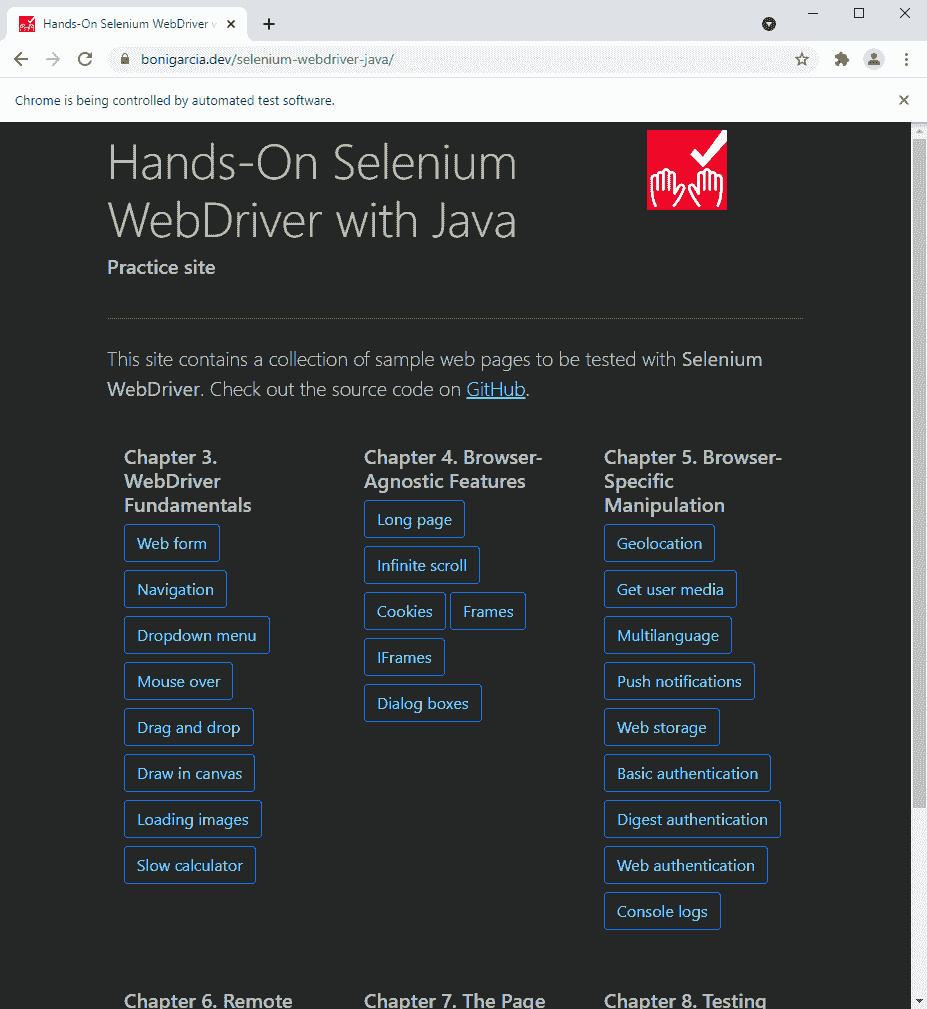 Hands-On Selenium WebDriver v
bonigarcia.dev/selenium-webdriver-java/
Chrome is being controlled by automated test software.
Hands-On Selenium
WebDriver with Java
Practice site
This site contains a collection of sample web pages to be tested with Selenium
WebDriver. Check out the source code on GitHub.
Chapter 3.
WebDriver
Fundamentals
Web form
Navigation
Dropdown menu
Mouse over
Drag and drop
Draw in canvas
Loading images
Slow calculator
Chapter 4. Browser-
Agnostic Features
Long page
Infinite scroll
Cookies Frames
IFrames
Dialog boxes
Chapter 5. Browser-
Specific
Manipulation
Geolocation
Get user media
Multilanguage
Push notifications
Web storage
Basic authentication
Digest authentication
Web authentication
Console logs
Chapter 6. Remote
Chapter 7. The Page
Chapter 8. Testing